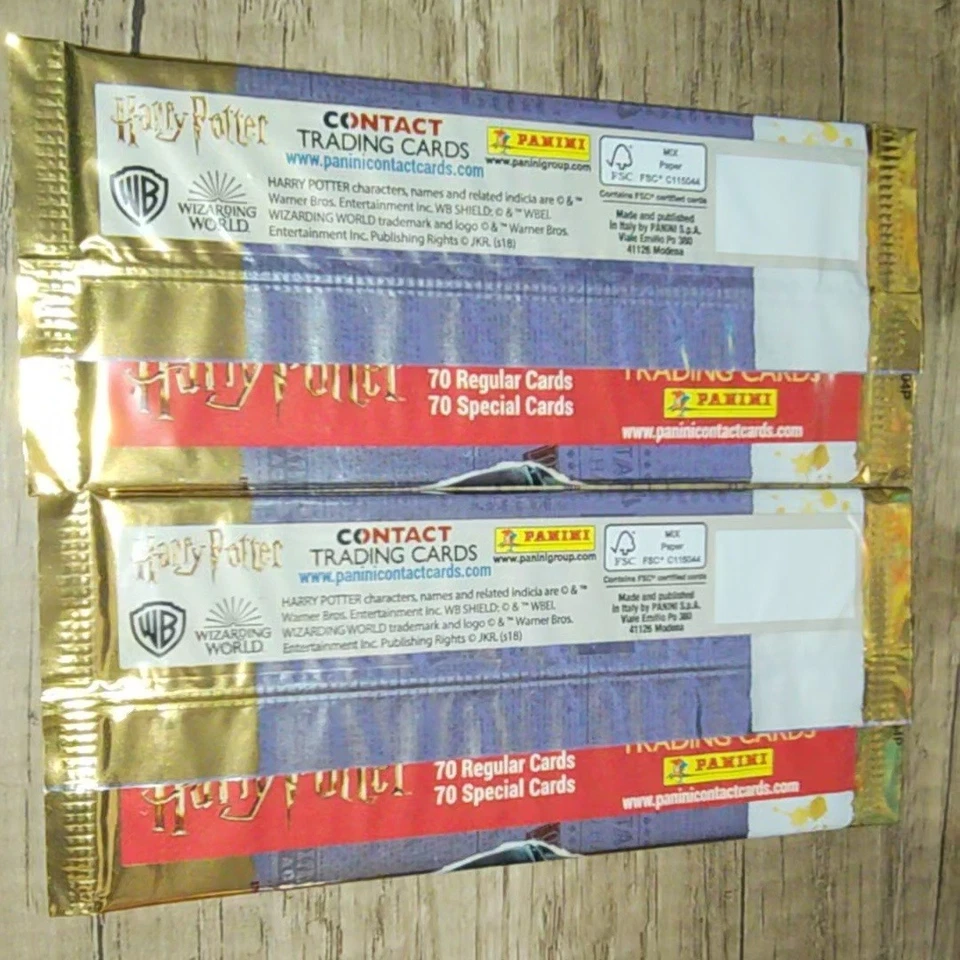 Harry Potter
CONTACT
TRADING CARDS
www.paninicontactcards.com
PANINI
www.paninigroup.com
FSC
MIX
Paper
FSC® C115044
Contains FSC® certified cards
WB
WIZARDING
WORLD
HARRY POTTER characters, names and related indicia are © & ™
Warner Bros. Entertainment Inc. WB SHIELD: © & ™ WBEI.
WIZARDING WORLD trademark and logo © & ™ Warner Bros.
Entertainment Inc. Publishing Rights © JKR. (s18)
Made and published
in Italy by PANINI S.p.A.
Viale Emilio Po 380
41126 Modena
Harry Potter
70 Regular Cards
70 Special Cards
TRADING CARDS
PANINI
www.paninicontactcards.com
04P
Harry Potter
CONTACT
TRADING CARDS
www.paninicontactcards.com
PANINI
www.paninigroup.com
FSC
MIX
Paper
FSC® C115044
Contains FSC® certified cards
WB
WIZARDING
WORLD
HARRY POTTER characters, names and related indicia are © & ™
Warner Bros. Entertainment Inc. WB SHIELD: © & ™ WBEI.
WIZARDING WORLD trademark and logo © & ™ Warner Bros.
Entertainment Inc. Publishing Rights © JKR. (s18)
Made and published
in Italy by PANINI S.p.A.
Viale Emilio Po 380
41126 Modena
Harry Potter
70 Regular Cards
70 Special Cards
TRADING CARDS
PANINI
www.paninicontactcards.com